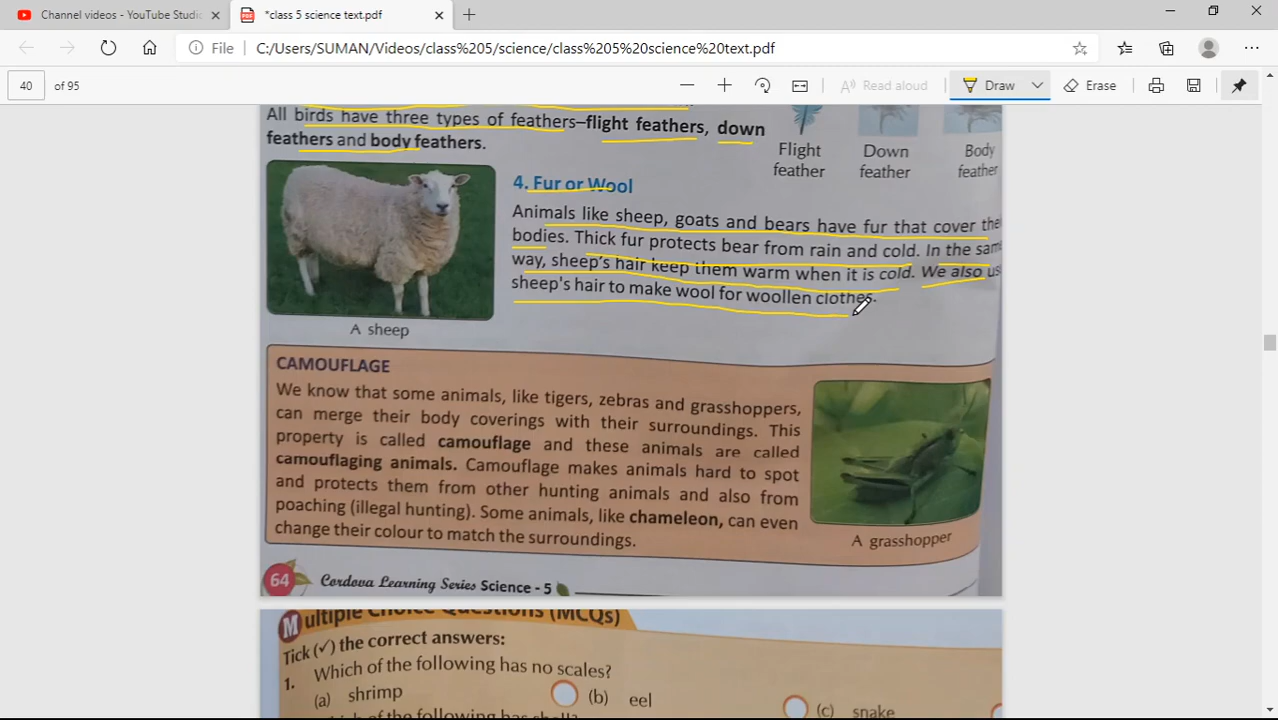 Channel videos - YouTube Studi
*class 5 science text.pdf
File
C:/Users/SUMAN/Videos/class%205/science/class%205%20science%20text.pdf
40 of 95
Read aloud
Draw
Erase
All birds have three types of feathers–flight feathers, down
feathers and body feathers.
Flight feather
Down feather
Body feather
4. Fur or Wool
Animals like sheep, goats and bears have fur that cover the
bodies. Thick fur protects bear from rain and cold. In the sam
way, sheep's hair keep them warm when it is cold. We also us
sheep's hair to make wool for woollen clothes.
A sheep
CAMOUFLAGE
We know that some animals, like tigers, zebras and grasshoppers,
can merge their body coverings with their surroundings. This
property is called camouflage and these animals are called
camouflaging animals. Camouflage makes animals hard to spot
and protects them from other hunting animals and also from
poaching (illegal hunting). Some animals, like chameleon, can even
change their colour to match the surroundings.
A grasshopper
64 Cordova Learning Series Science - 5
Multiple Choice Questions (MCQs)
Tick (✓) the correct answers:
1. Which of the following has no scales?
(a) shrimp
(b) eel
(c) snake